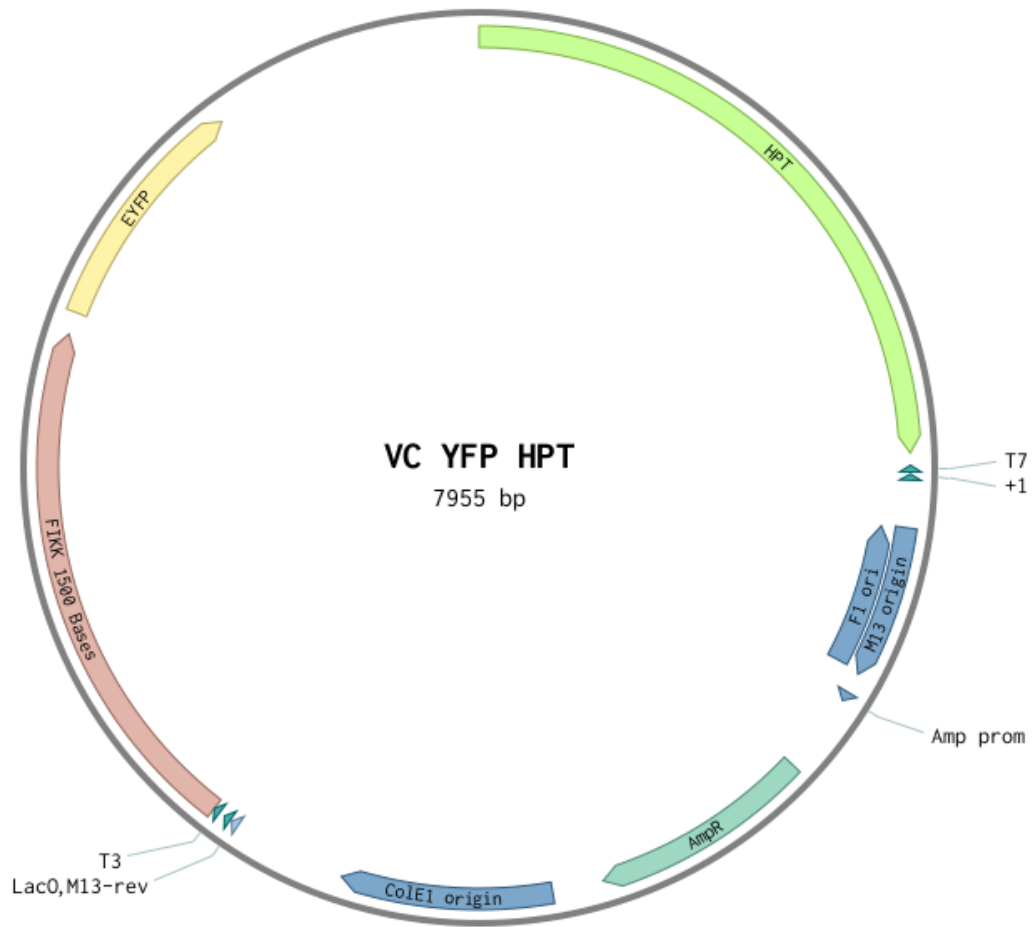 HPT
EYFP
VC YFP HPT
7955 bp
T7
+1
F1 ori
M13 origin
FIKK 1500 Bases
Amp prom
AmpR
T3
LacO,M13-rev
ColE1 origin